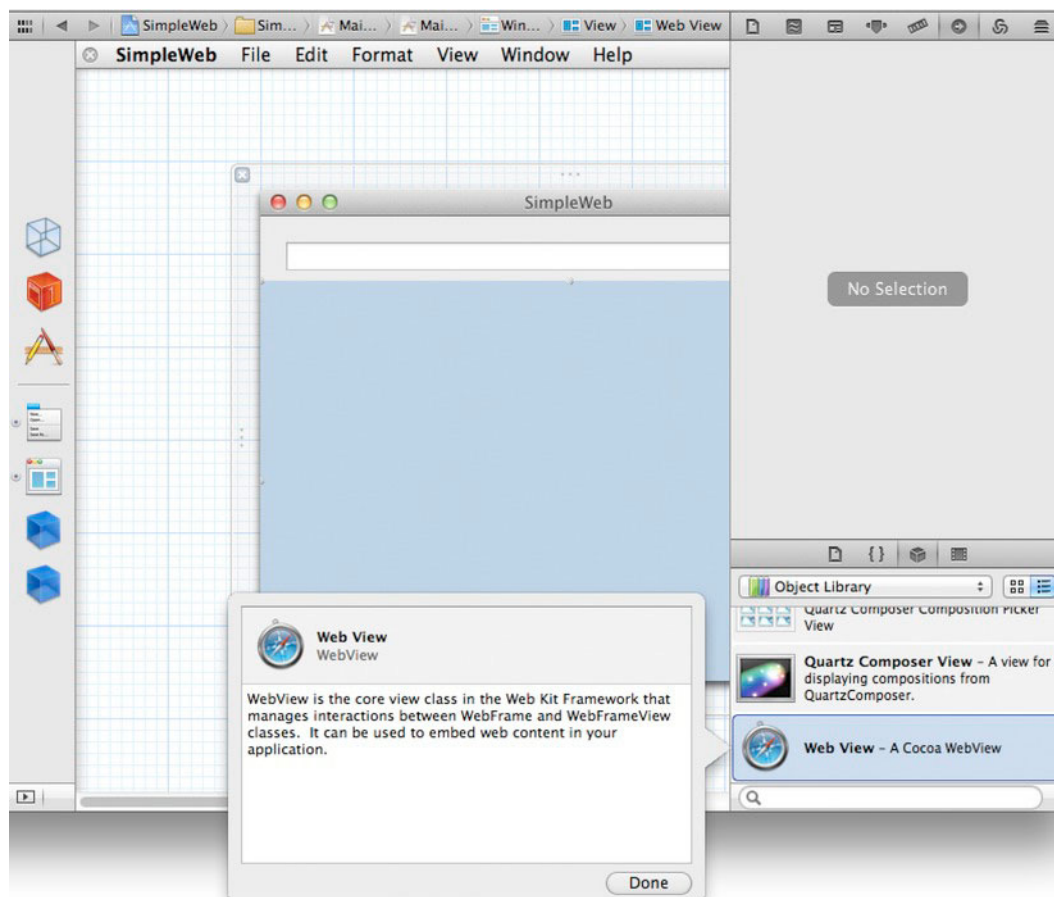 SimpleWeb Sim... Mai... Mai... Win... View Web View
SimpleWeb File Edit Format View Window Help
SimpleWeb
No Selection
Object Library
Quartz Composer Composition Picker
View
Quartz Composer View – A view for
displaying compositions from
QuartzComposer.
Web View – A Cocoa WebView
Web View
WebView
WebView is the core view class in the Web Kit Framework that
manages interactions between WebFrame and WebFrameView
classes. It can be used to embed web content in your
application.
Done